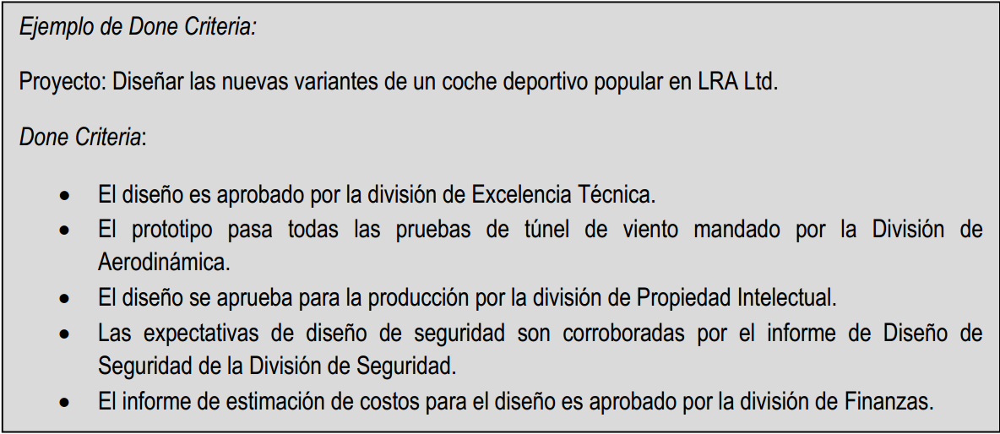 Ejemplo de Done Criteria:
Proyecto: Diseñar las nuevas variantes de un coche deportivo popular en LRA Ltd.
Done Criteria:
• El diseño es aprobado por la división de Excelencia Técnica.
• El prototipo pasa todas las pruebas de túnel de viento mandado por la División de
Aerodinámica.
• El diseño se aprueba para la producción por la división de Propiedad Intelectual.
• Las expectativas de diseño de seguridad son corroboradas por el informe de Diseño de
Seguridad de la División de Seguridad.
• El informe de estimación de costos para el diseño es aprobado por la división de Finanzas.